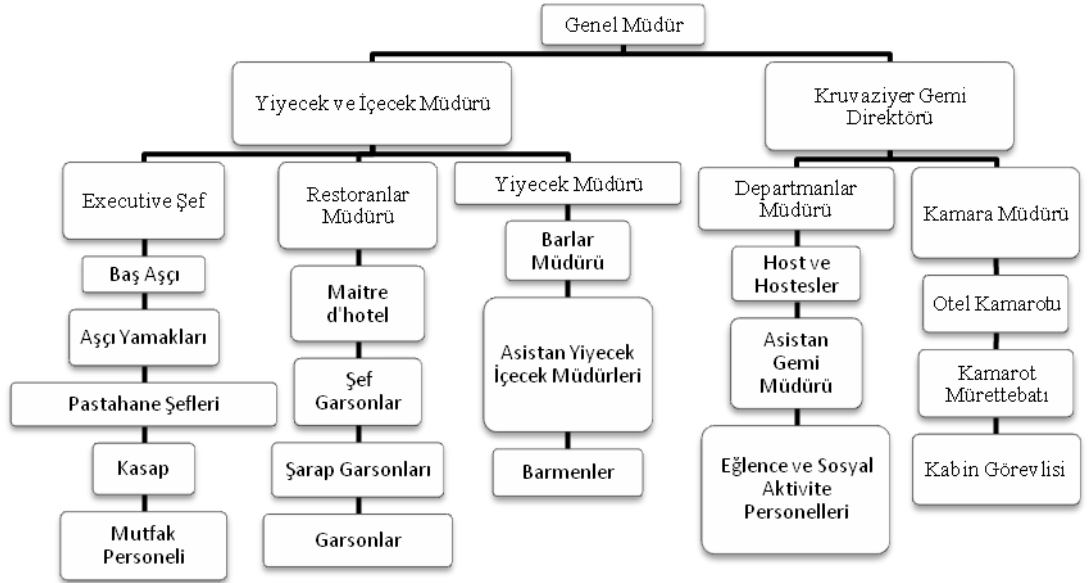 Genel Müdür
Yiyecek ve İçecek Müdürü
Kruvaziyer Gemi
Direktörü
Executive Şef
Restoranlar
Müdürü
Yiyecek Müdürü
Departmanlar
Müdürü
Kamara Müdürü
Baş Aşçı
Aşçı Yamakları
Pastahane Şefleri
Kasap
Mutfak
Personeli
Maitre
d'hotel
Şef
Garsonlar
Şarap Garsonları
Garsonlar
Barlar
Müdürü
Asistan Yiyecek
İçecek Müdürleri
Barmenler
Host ve
Hostesler
Asistan
Gemi
Müdürü
Eğlence ve Sosyal
Aktivite
Personelleri
Otel Kamarotu
Kamarot
Mürettebatı
Kabin Görevlisi